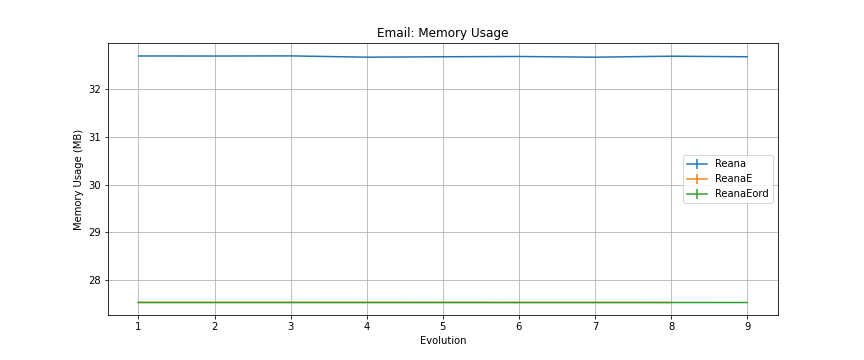 Email: Memory Usage
Memory Usage (MB)
32
31
30
29
28
Reana
ReanaE
ReanaEord
1 2 3 4 5 6 7 8 9
Evolution